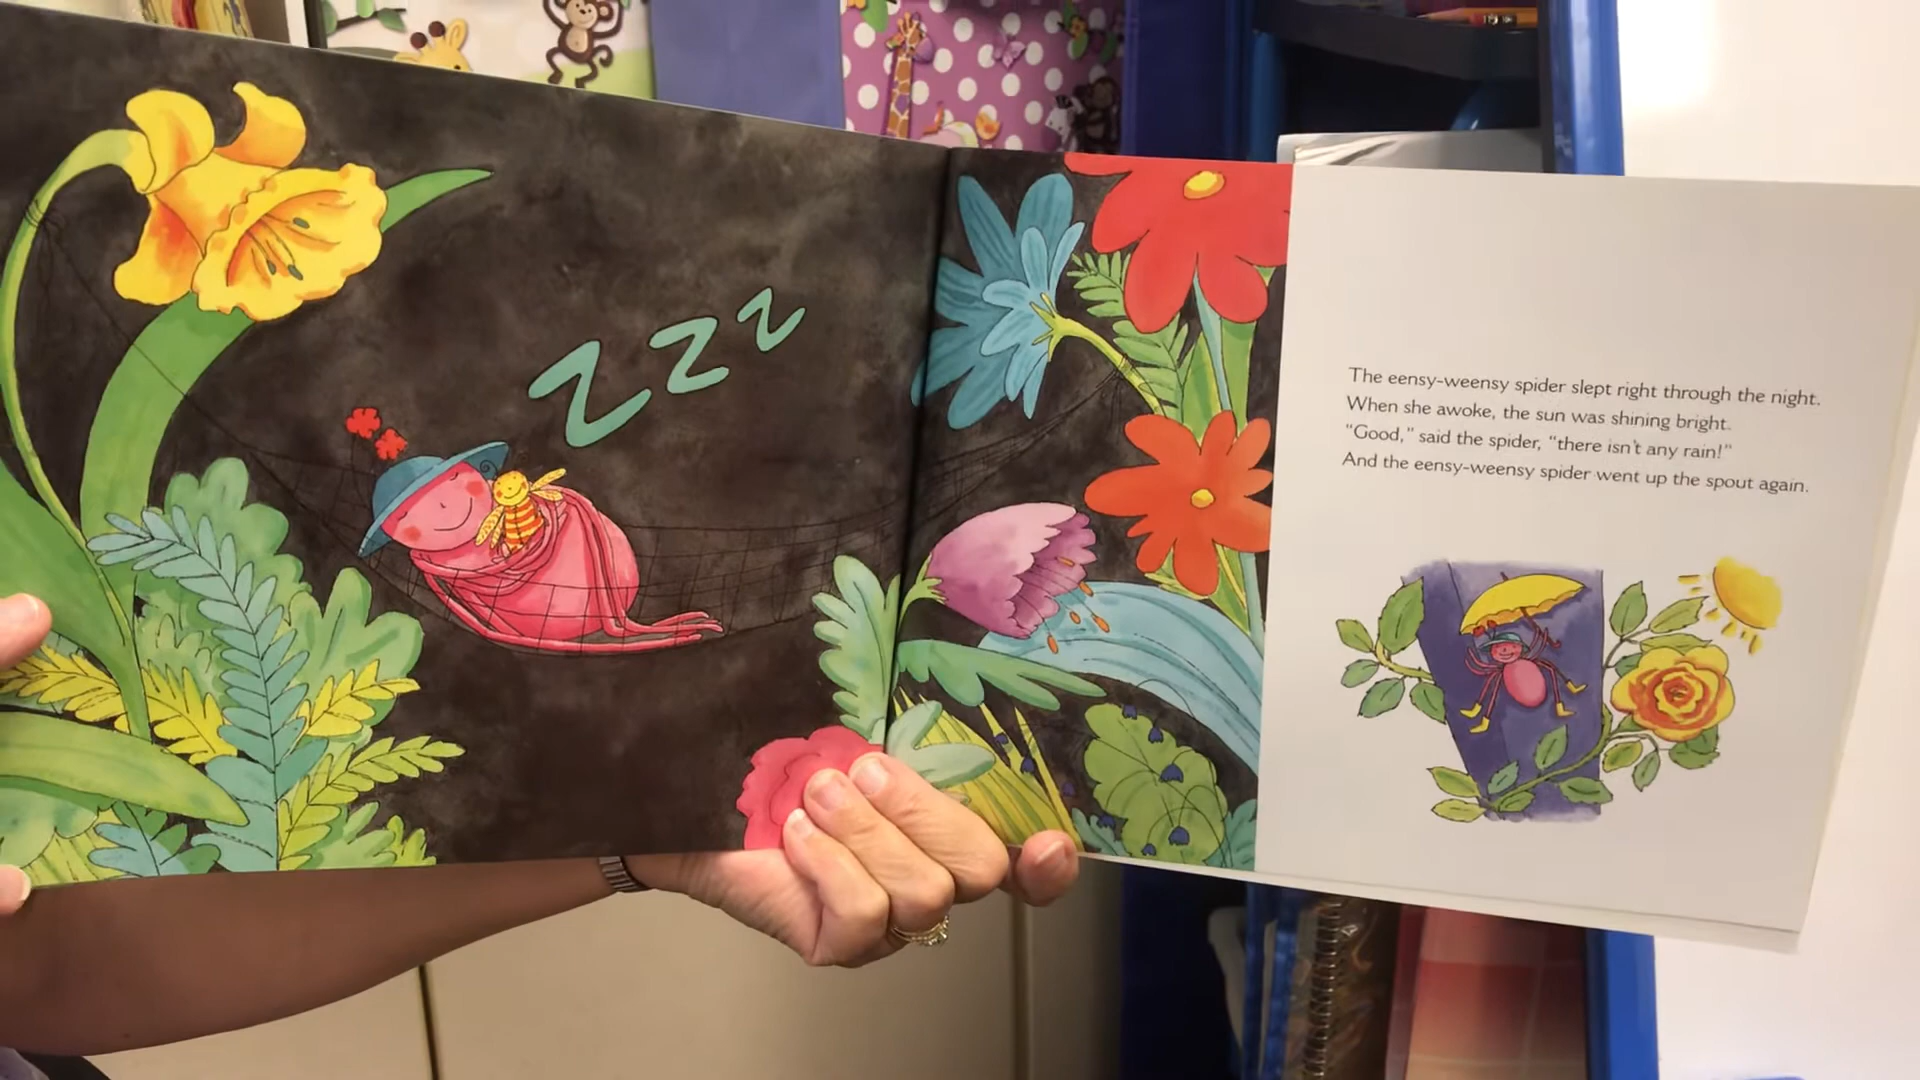 zzz
The eensy-weensy spider slept right through the night.
When she awoke, the sun was shining bright.
“Good,” said the spider, “there isn't any rain!”
And the eensy-weensy spider went up the spout again.